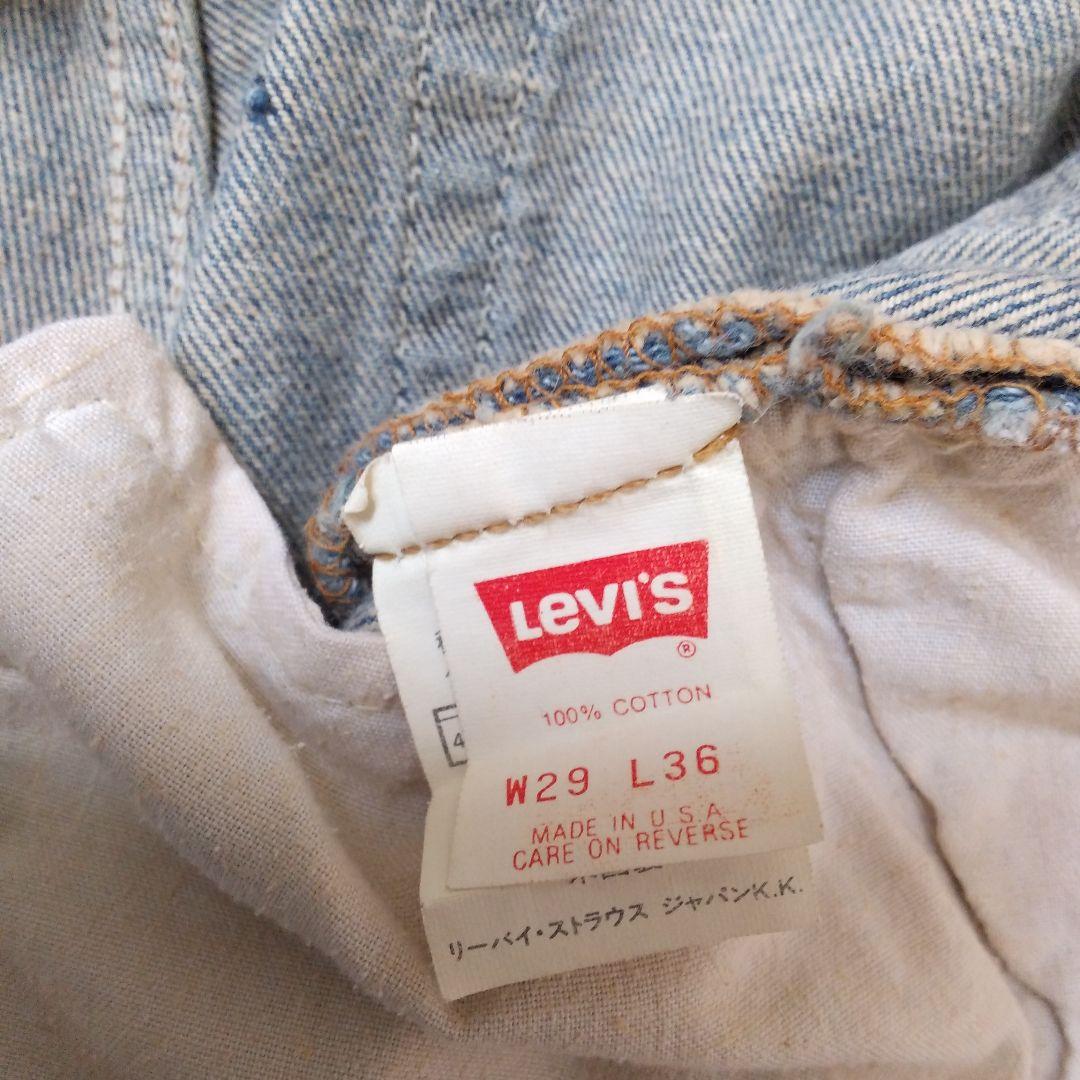 Levi's
®
100% COTTON
W29 L36
MADE IN U.S.A
CARE ON REVERSE
リーバイ・ストラウス ジャパンK.K.
4